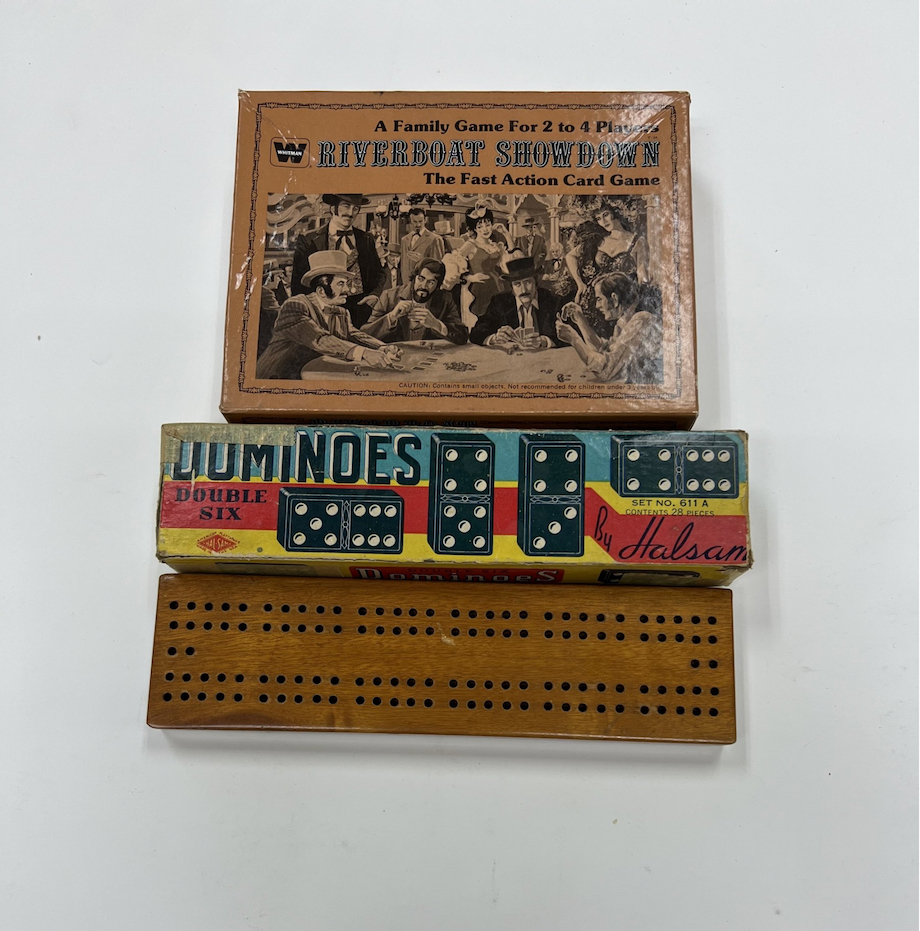 A Family Game For 2 to 4 Players
WHITMAN
RIVERBOAT SHOWDOWN
The Fast Action Card Game
CAUTION: Contains small objects. Not recommended for children under 3 years
DOMINOES
DOUBLE
SIX
HALSAM
SET NO. 611 A
CONTENTS 28 PIECES
By Halsam
DOMINOES